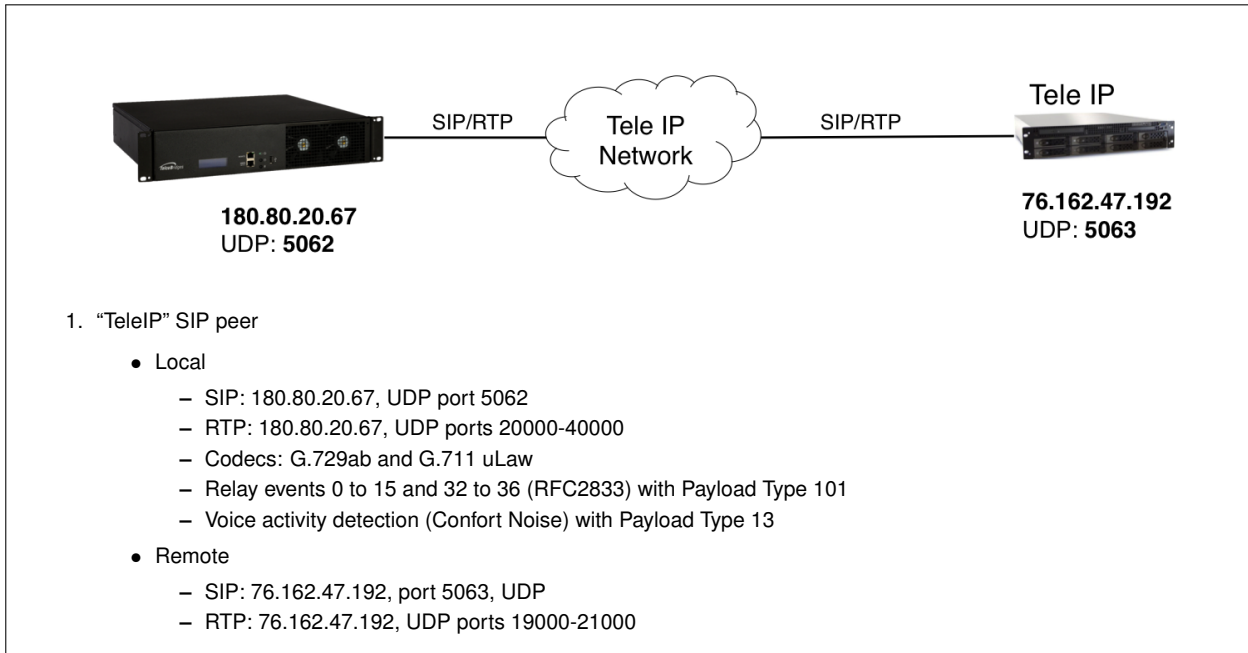 Tele IP
SIP/RTP
Tele IP
Network
SIP/RTP
180.80.20.67
UDP: 5062
76.162.47.192
UDP: 5063
1. “TeleIP” SIP peer
• Local
– SIP: 180.80.20.67, UDP port 5062
– RTP: 180.80.20.67, UDP ports 20000-40000
– Codecs: G.729ab and G.711 uLaw
– Relay events 0 to 15 and 32 to 36 (RFC2833) with Payload Type 101
– Voice activity detection (Confort Noise) with Payload Type 13
• Remote
– SIP: 76.162.47.192, port 5063, UDP
– RTP: 76.162.47.192, UDP ports 19000-21000